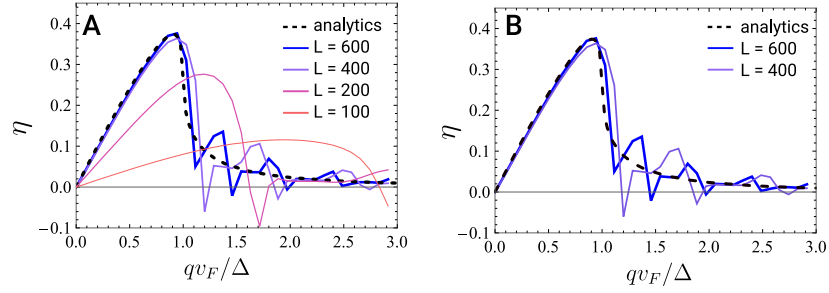 A
analytics
L = 600
L = 400
L = 200
L = 100
η
0.4
0.3
0.2
0.1
0.0
−0.1
0.0 0.5 1.0 1.5 2.0 2.5 3.0
qv_F/Δ
B
analytics
L = 600
L = 400
η
0.4
0.3
0.2
0.1
0.0
−0.1
0.0 0.5 1.0 1.5 2.0 2.5 3.0
qv_F/Δ